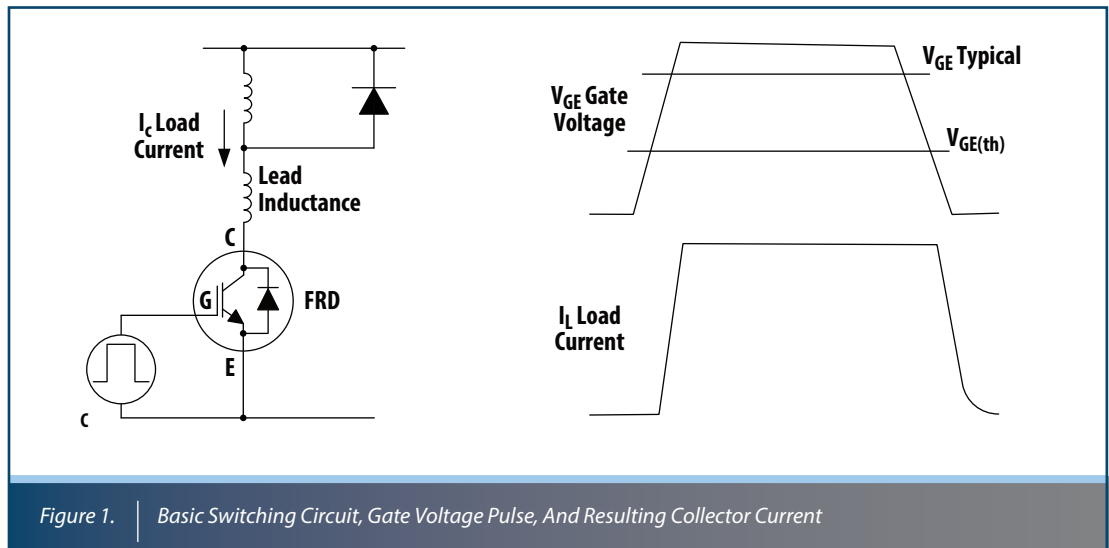 I_c Load
Current
Lead
Inductance
C
G
FRD
E
C
V_GE Gate
Voltage
V_GE Typical
V_GE(th)
I_L Load
Current
Figure 1. | Basic Switching Circuit, Gate Voltage Pulse, And Resulting Collector Current